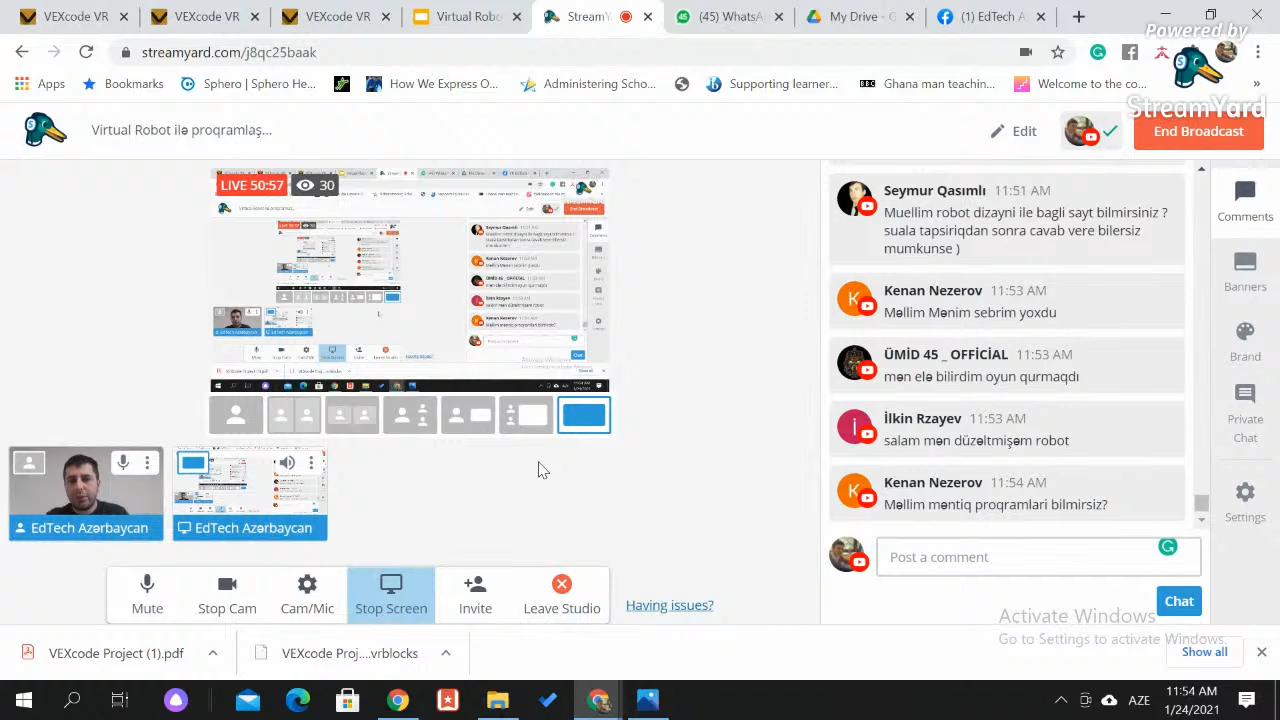 VEXcode VR
VEXcode VR
VEXcode VR
Virtual Robo
StreamYa
(45) WhatsA
My Drive - G
(1) EdTech A
Powered by
streamyard.com/j8qc25baak
Apps
Bookmarks
Sphero | Sphero He...
How We Express O...
Administering Scho...
Supporting learner...
Chana man teachin...
Welcome to the co...
StreamYard
Virtual Robot ilə proqramlaş...
Edit
End Broadcast
LIVE 50:57
30
Seymur Qasımlı 11:51 AM
Muellim robot dizayni ile bagli seyt bilmirsiniz ?
suala tapsiriqdan sonra cavab vere bilersiz
mumkunse )
Kenan Nezerov 11:53 AM
Məllim Mənim sebrim yoxdu
ÜMİD 45 _ OFFİCİAL 11:53 AM
mən elə bilirdim oyun qurmaqdı
İlkin Rzayev 11:53 AM
salam mən düzəltmişəm robot
Kenan Nezerov 11:54 AM
Məllim məntiq proqramlari bilmirsiz?
Comments
Banners
Brand
Private
Chat
Settings
EdTech Azərbaycan
EdTech Azərbaycan
Post a comment
Chat
Mute
Stop Cam
Cam/Mic
Stop Screen
Invite
Leave Studio
Having issues?
Activate Windows
Go to Settings to activate Windows.
VEXcode Project (1).pdf
VEXcode Proj....vrblocks
Show all
AZE
11:54 AM
1/24/2021